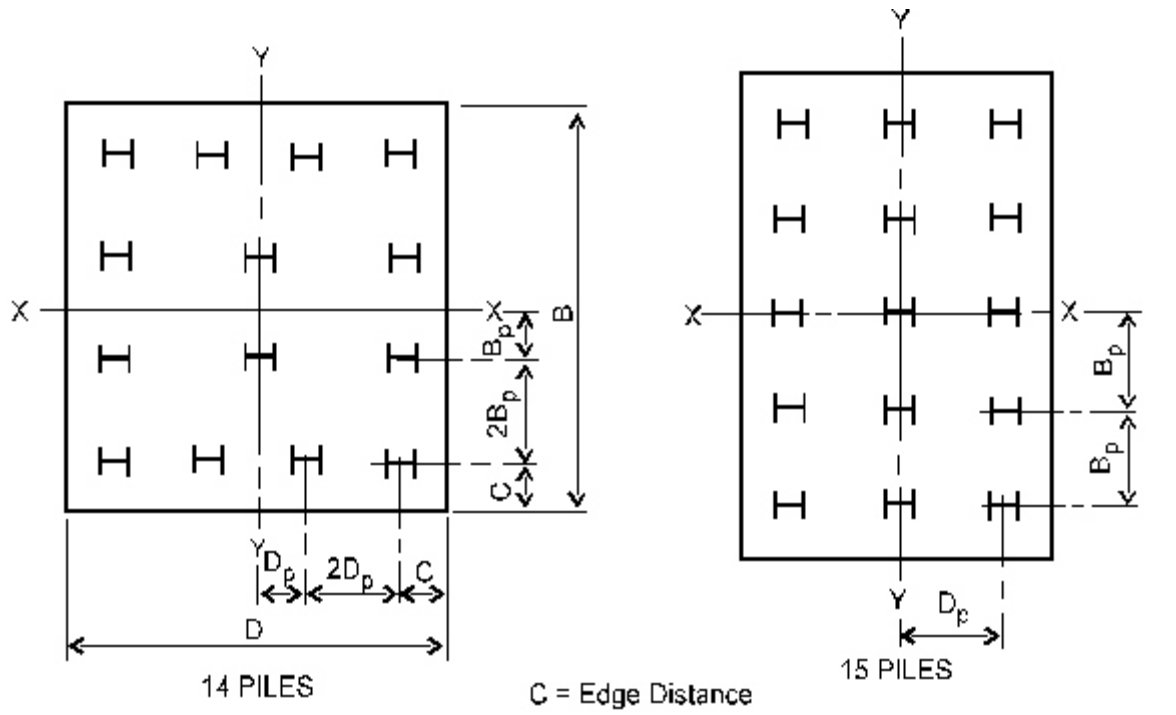 Y
X
X
B
Bp
2Bp
C
Y
Dp
2Dp
C
D
14 PILES
Y
X
X
Bp
Bp
Y
Dp
15 PILES
C = Edge Distance